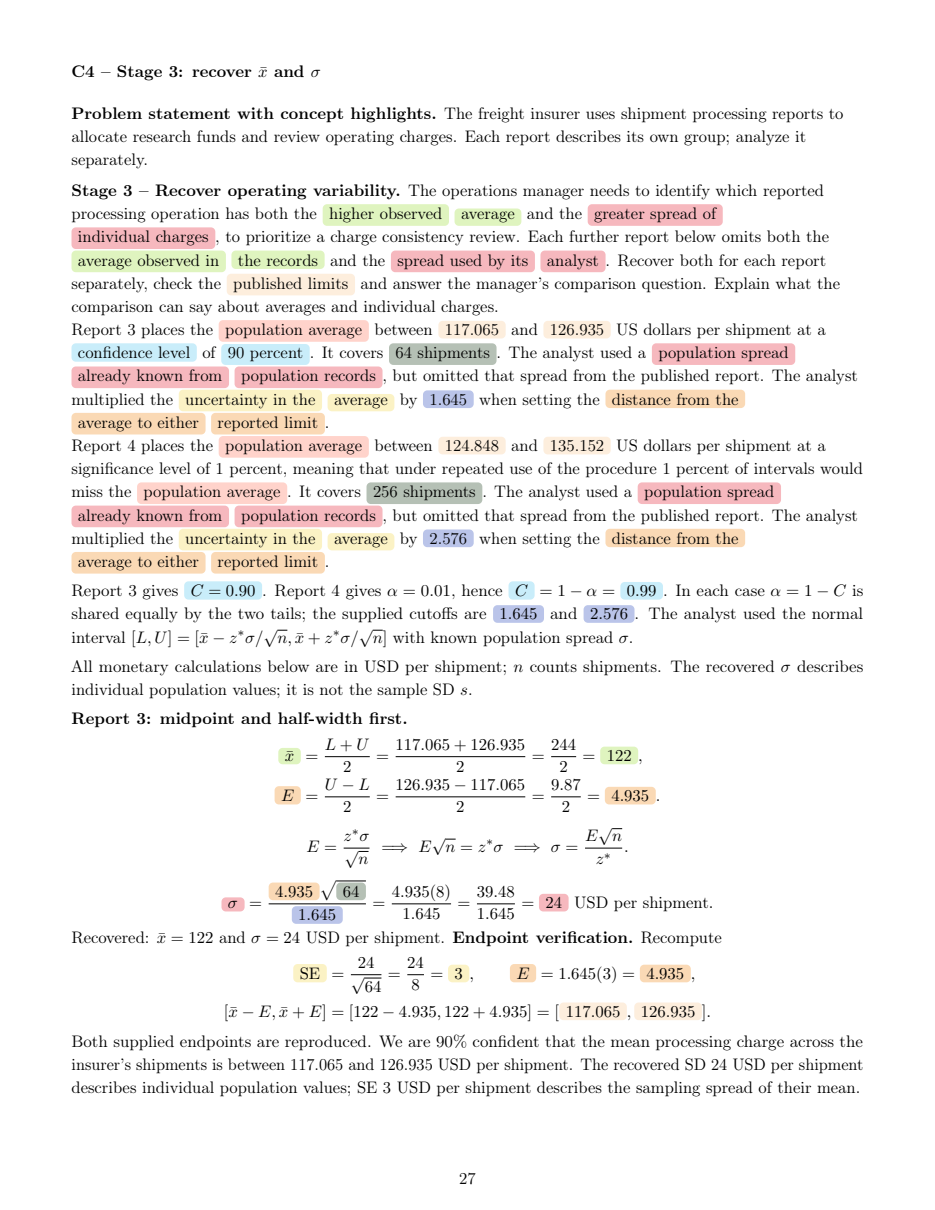 C4 – Stage 3: recover x̄ and σ
Problem statement with concept highlights. The freight insurer uses shipment processing reports to
allocate research funds and review operating charges. Each report describes its own group; analyze it
separately.
Stage 3 – Recover operating variability. The operations manager needs to identify which reported
processing operation has both the higher observed average and the greater spread of
individual charges , to prioritize a charge consistency review. Each further report below omits both the
average observed in the records and the spread used by its analyst . Recover both for each report
separately, check the published limits and answer the manager's comparison question. Explain what the
comparison can say about averages and individual charges.
Report 3 places the population average between 117.065 and 126.935 US dollars per shipment at a
confidence level of 90 percent . It covers 64 shipments . The analyst used a population spread
already known from population records , but omitted that spread from the published report. The analyst
multiplied the uncertainty in the average by 1.645 when setting the distance from the
average to either reported limit .
Report 4 places the population average between 124.848 and 135.152 US dollars per shipment at a
significance level of 1 percent, meaning that under repeated use of the procedure 1 percent of intervals would
miss the population average . It covers 256 shipments . The analyst used a population spread
already known from population records , but omitted that spread from the published report. The analyst
multiplied the uncertainty in the average by 2.576 when setting the distance from the
average to either reported limit .
Report 3 gives C = 0.90 . Report 4 gives α = 0.01, hence C = 1 − α = 0.99 . In each case α = 1 − C is
shared equally by the two tails; the supplied cutoffs are 1.645 and 2.576 . The analyst used the normal
interval [L, U] = [x̄ − z*σ/√n, x̄ + z*σ/√n] with known population spread σ.
All monetary calculations below are in USD per shipment; n counts shipments. The recovered σ describes
individual population values; it is not the sample SD s.
Report 3: midpoint and half-width first.
x̄ = (L + U)/2 = (117.065 + 126.935)/2 = 244/2 = 122 ,
E = (U − L)/2 = (126.935 − 117.065)/2 = 9.87/2 = 4.935 .
E = z*σ/√n ⟹ E√n = z*σ ⟹ σ = E√n/z*.
σ = 4.935 √64/1.645 = 4.935(8)/1.645 = 39.48/1.645 = 24 USD per shipment.
Recovered: x̄ = 122 and σ = 24 USD per shipment. Endpoint verification. Recompute
SE = 24/√64 = 24/8 = 3 , E = 1.645(3) = 4.935 ,
[x̄ − E, x̄ + E] = [122 − 4.935, 122 + 4.935] = [ 117.065 , 126.935 ].
Both supplied endpoints are reproduced. We are 90% confident that the mean processing charge across the
insurer's shipments is between 117.065 and 126.935 USD per shipment. The recovered SD 24 USD per shipment
describes individual population values; SE 3 USD per shipment describes the sampling spread of their mean.
27